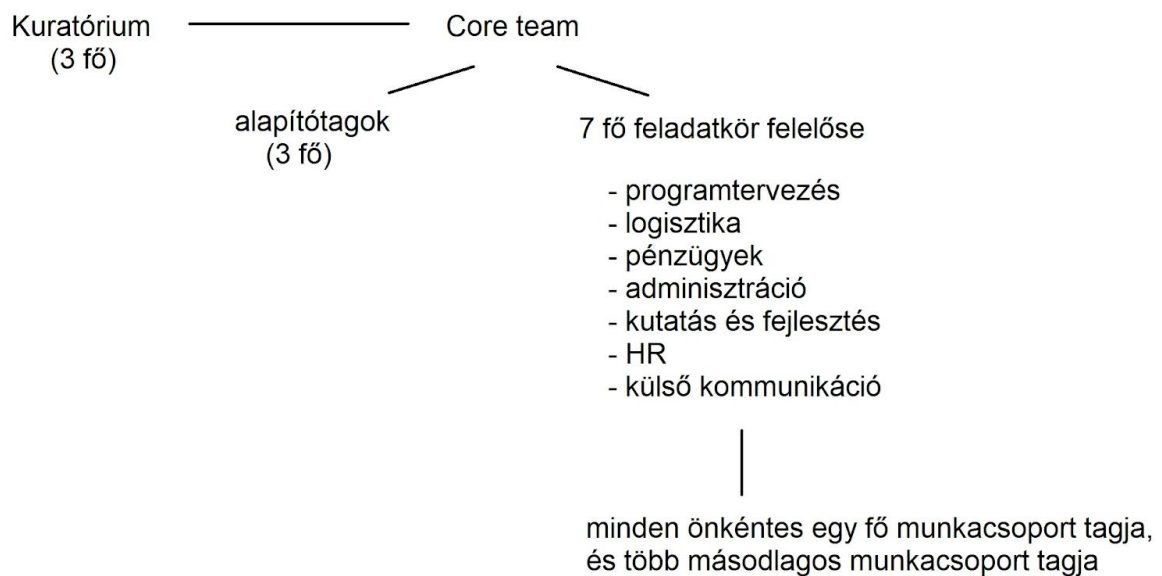 Kuratórium
(3 fő)
Core team
alapítótagok
(3 fő)
7 fő feladatkör felelőse
- programtervezés
- logisztika
- pénzügyek
- adminisztráció
- kutatás és fejlesztés
- HR
- külső kommunikáció
minden önkéntes egy fő munkacsoport tagja,
és több másodlagos munkacsoport tagja